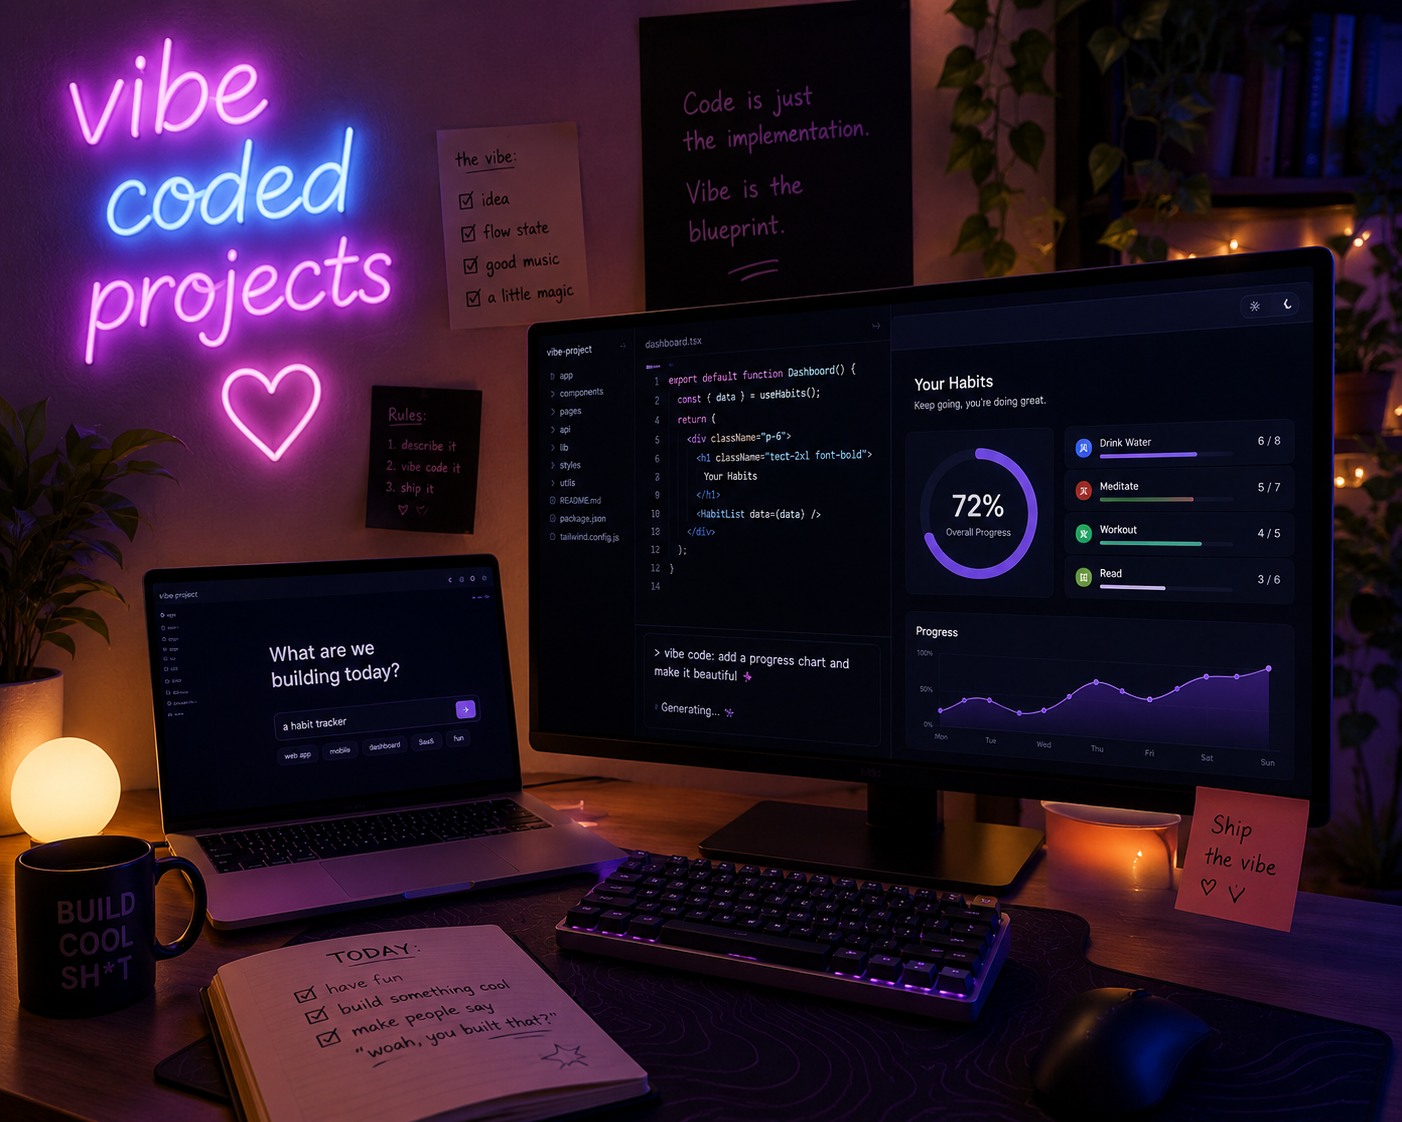 vibe
coded
projects
the vibe:
idea
flow state
good music
a little magic
Code is just
the implementation.
Vibe is the
blueprint.
Rules:
1. describe it
2. vibe code it
3. ship it
vibe project
What are we
building today?
a habit tracker
web app
mobile
dashboard
SaaS
fun
vibe-project
app
components
pages
api
lib
styles
utlis
README.md
package.json
tailwind.config.js
dashboard.tsx
1 export default function Dashboord() {
2 const { data } = useHabits();
4 return (
5 <div className="p-6">
6 <h1 className="tect-2xl font-bold">
8 Your Habits
9 </h1>
10 <HabitList data={data} />
13 </div>
12 );
12 }
14
> vibe code: add a progress chart and
make it beautiful
Generating...
Your Habits
Keep going, you're doing great.
72%
Overall Progress
Drink Water 6 / 8
Meditate 5 / 7
Workout 4 / 5
Read 3 / 6
Progress
100%
50%
0%
Mon Tue Wed Thu Fri Sat Sun
Ship
the vibe
BUILD
COOL
SH*T
TODAY:
have fun
build something cool
make people say
"woah, you built that?"